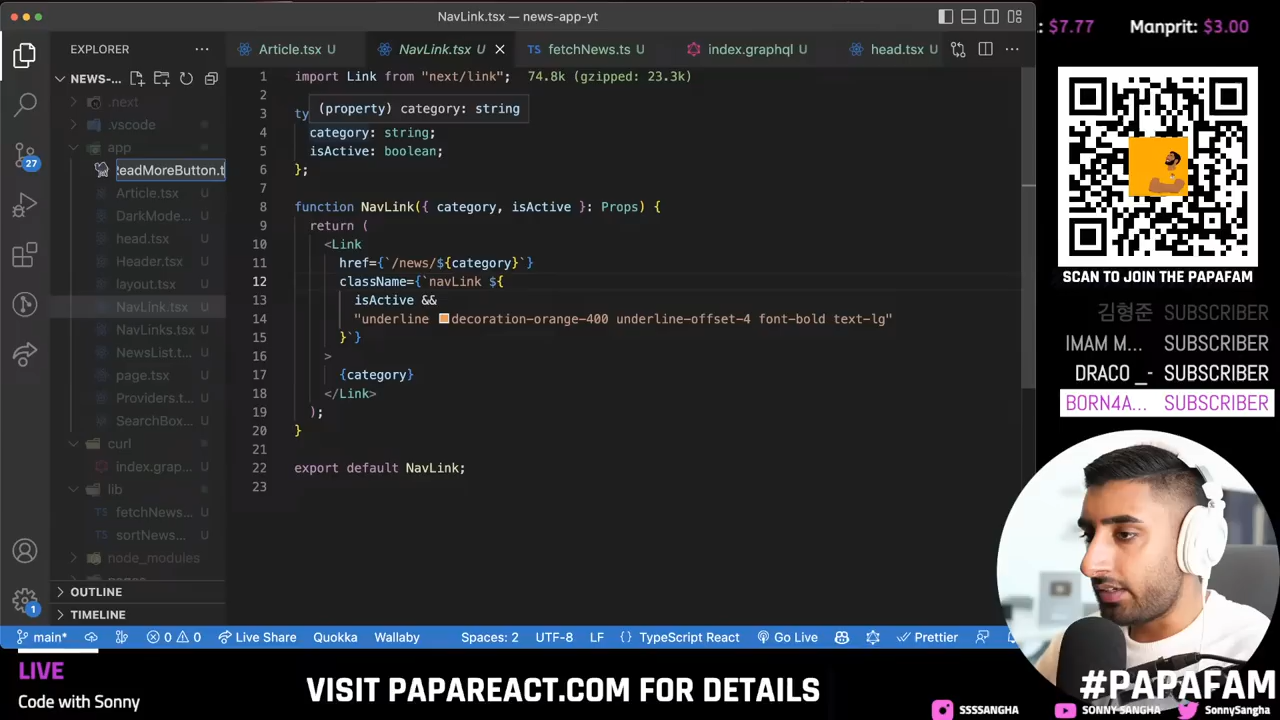 NavLink.tsx — news-app-yt
EXPLORER
NEWS-...
.next
.vscode
app
eadMoreButton.t
Article.tsx U
DarkMode... U
head.tsx U
Header.tsx U
layout.tsx U
NavLink.tsx U
NavLinks.tsx U
NewsList.t... U
page.tsx U
Providers.t... U
SearchBox... U
curl
index.grap... U
lib
fetchNews... U
sortNews... U
node_modules
OUTLINE
TIMELINE
27
1
Article.tsx U
NavLink.tsx U
fetchNews.ts U
index.graphql U
head.tsx U
1 import Link from "next/link"; 74.8k (gzipped: 23.3k)
2
3 ty
(property) category: string
4 category: string;
5 isActive: boolean;
6 };
7
8 function NavLink({ category, isActive }: Props) {
9 return (
10 <Link
11 href={`/news/${category}`}
12 className={`navLink ${
13 isActive &&
14 "underline decoration-orange-400 underline-offset-4 font-bold text-lg"
15 }`}
16 >
17 {category}
18 </Link>
19 );
20 }
21
22 export default NavLink;
23
main*
0 0
Live Share
Quokka
Wallaby
Spaces: 2
UTF-8
LF
{} TypeScript React
Go Live
Prettier
: $7.77 Manprit: $3.00
SCAN TO JOIN THE PAPAFAM
김형준 SUBSCRIBER
IMAM M... SUBSCRIBER
DRACO _- SUBSCRIBER
BORN4A... SUBSCRIBER
LIVE
Code with Sonny
VISIT PAPAREACT.COM FOR DETAILS
#PAPAFAM
SSSSANGHA
SONNY SANGHA
SonnySangha